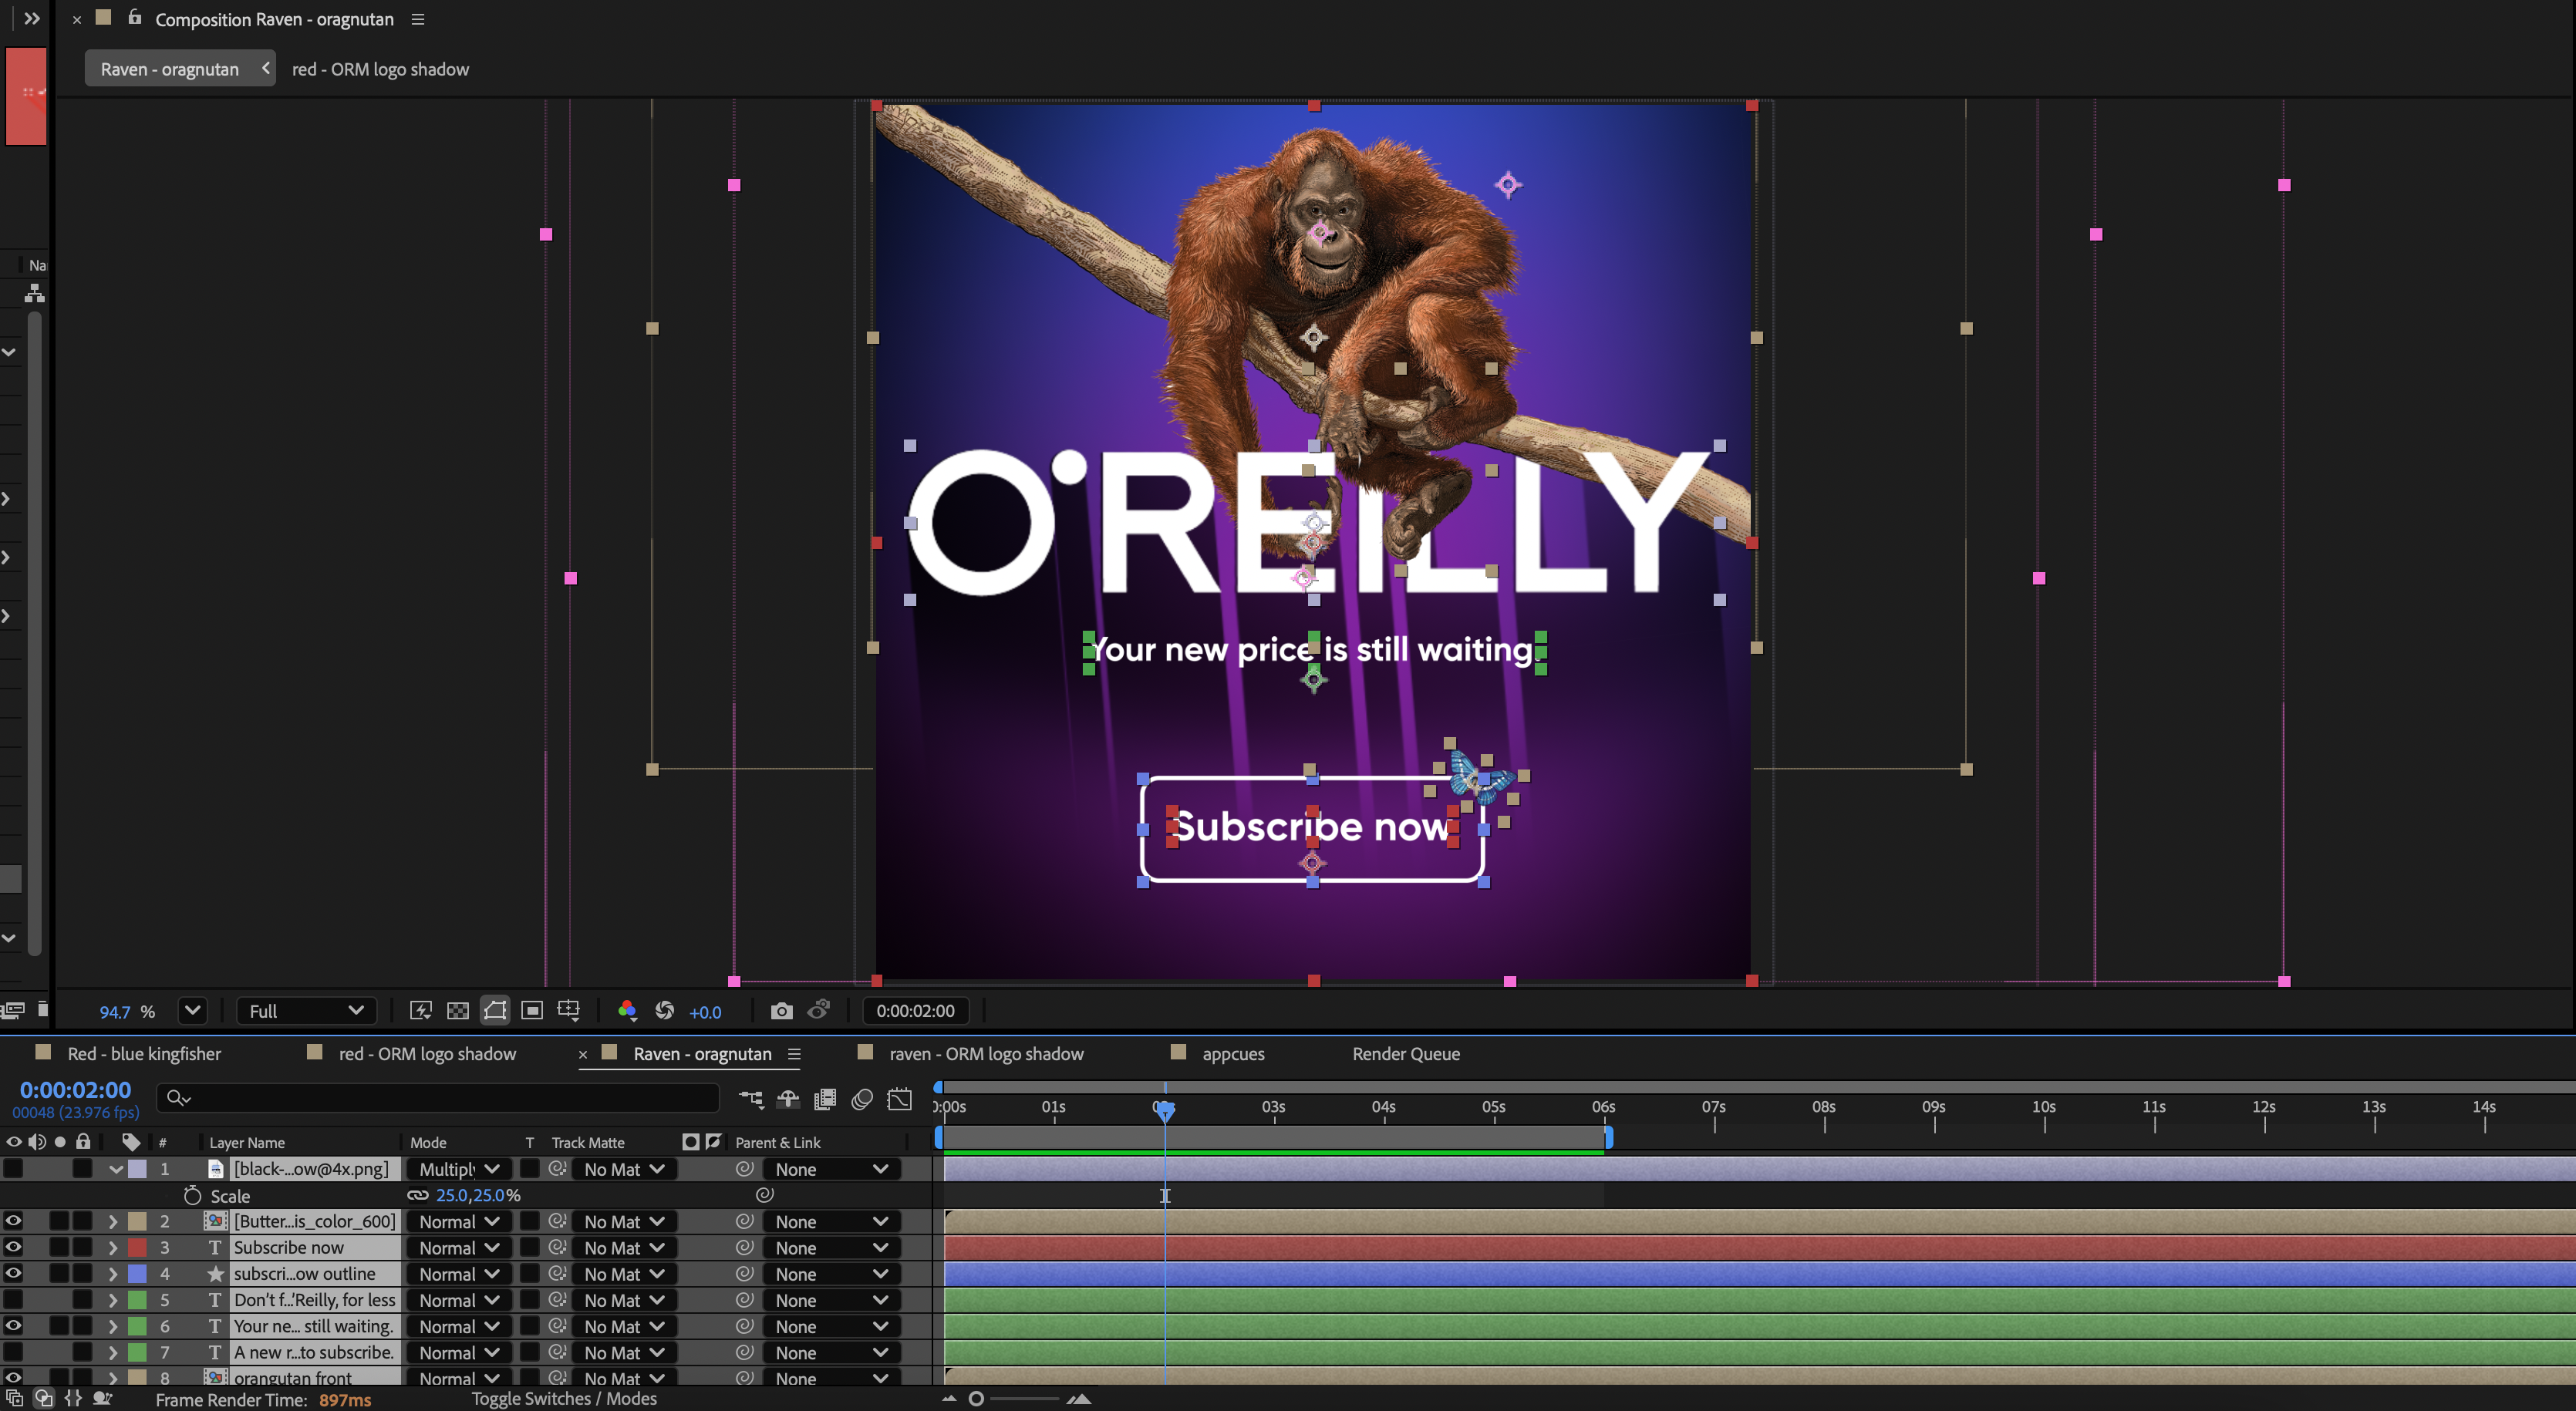 Composition Raven - oragnutan
Raven - oragnutan
red - ORM logo shadow
Na
O'REILLY
Your new price is still waiting.
Subscribe now
94.7 %
Full
+0.0
0:00:02:00
Red - blue kingfisher
red - ORM logo shadow
Raven - oragnutan
raven - ORM logo shadow
appcues
Render Queue
0:00:02:00
00048 (23.976 fps)
0:00s 01s 03s 04s 05s 06s 07s 08s 09s 10s 11s 12s 13s 14s
# Layer Name Mode T Track Matte Parent & Link
1 [black-...ow@4x.png] Multiply No Mat None
Scale 25.0,25.0%
2 [Butter...is_color_600] Normal No Mat None
3 T Subscribe now Normal No Mat None
4 subscri...ow outline Normal No Mat None
5 T Don't f...'Reilly, for less Normal No Mat None
6 T Your ne... still waiting. Normal No Mat None
7 T A new r...to subscribe. Normal No Mat None
8 orangutan front Normal No Mat None
Frame Render Time: 897ms
Toggle Switches / Modes